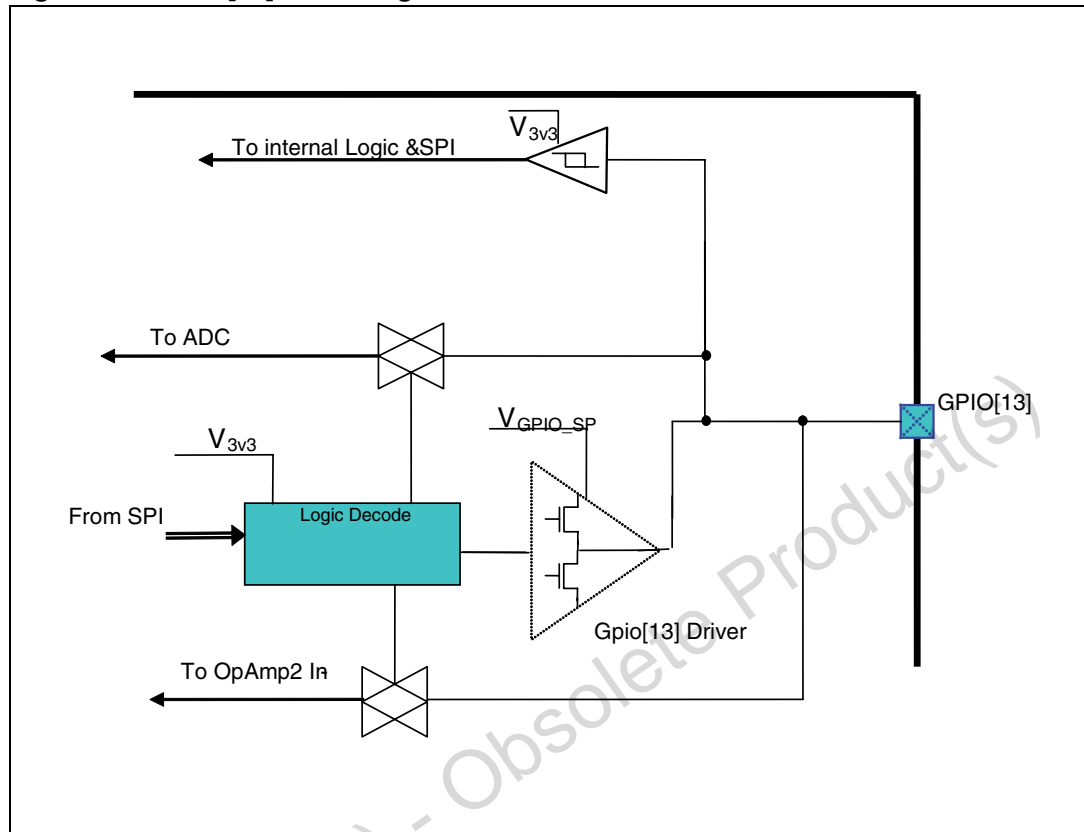 V3v3
To internal Logic &SPI
To ADC
GPIO[13]
VGPIO_SP
V3v3
From SPI
Logic Decode
Gpio[13] Driver
To OpAmp2 In-
- Obsolete Product(s)